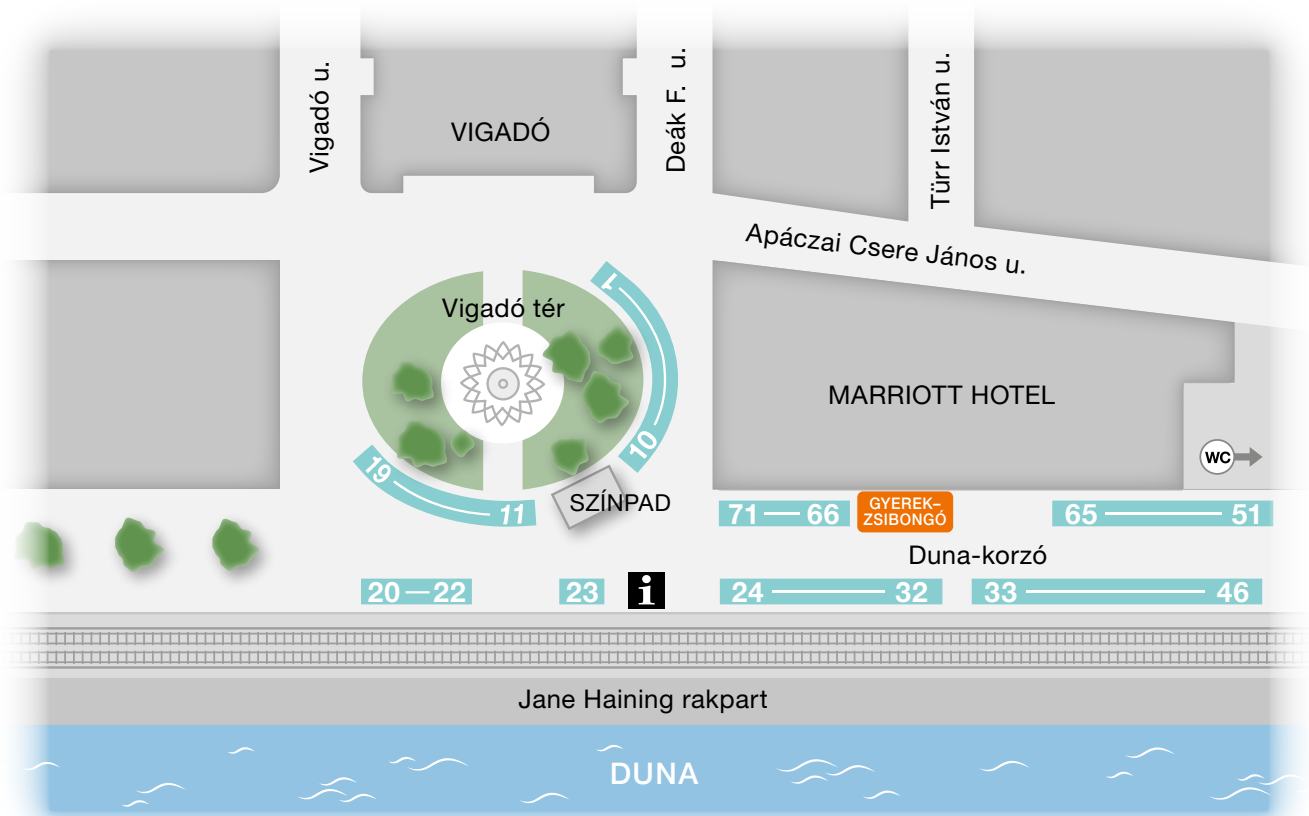 Vigadó u.
VIGADÓ
Deák F. u.
Türr István u.
Apáczai Csere János u.
Vigadó tér
1
10
MARRIOTT HOTEL
WC
19
11
SZÍNPAD
71 — 66
GYEREK–
ZSIBONGÓ
65 — 51
Duna-korzó
20 — 22
23
i
24 — 32
33 — 46
Jane Haining rakpart
DUNA